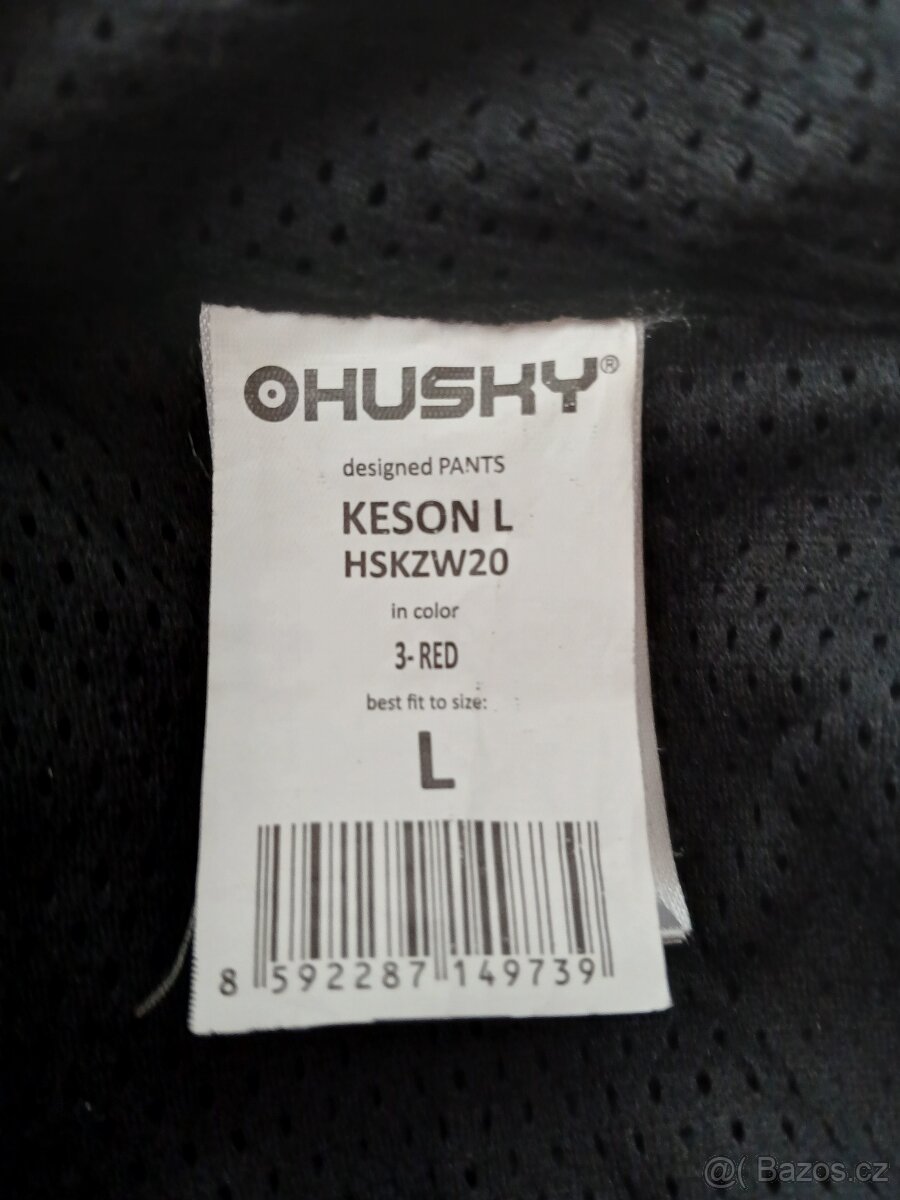 HUSKY®
designed PANTS
KESON L
HSKZW20
in color
3- RED
best fit to size:
L
8 592287 149739
@( Bazos.cz